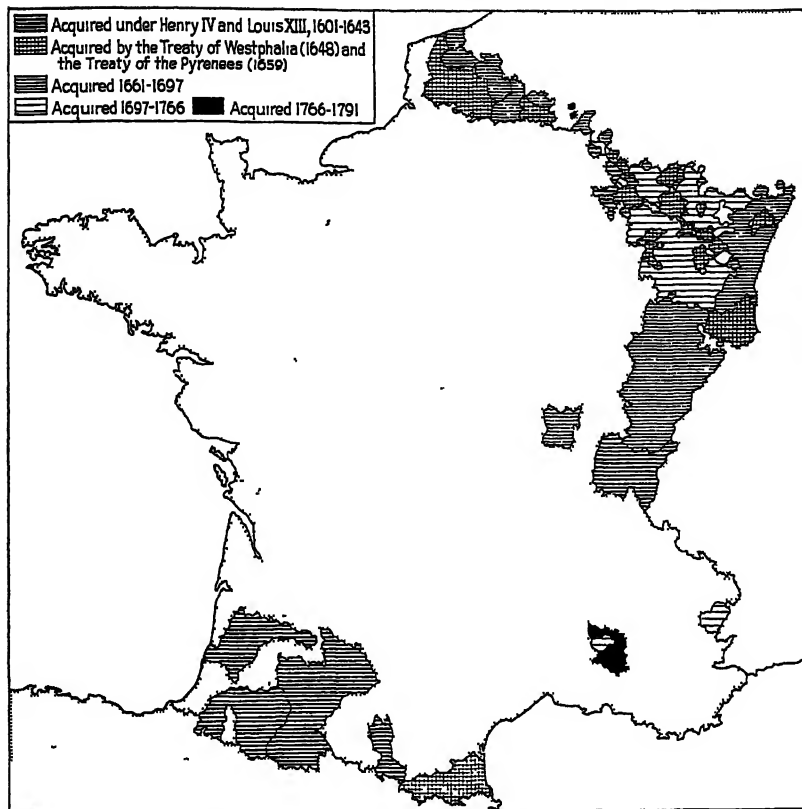 Acquired under Henry IV and Louis XIII, 1601-1643
Acquired by the Treaty of Westphalia (1648) and
the Treaty of the Pyrenees (1659)
Acquired 1661-1697
Acquired 1697-1766 Acquired 1766-1791